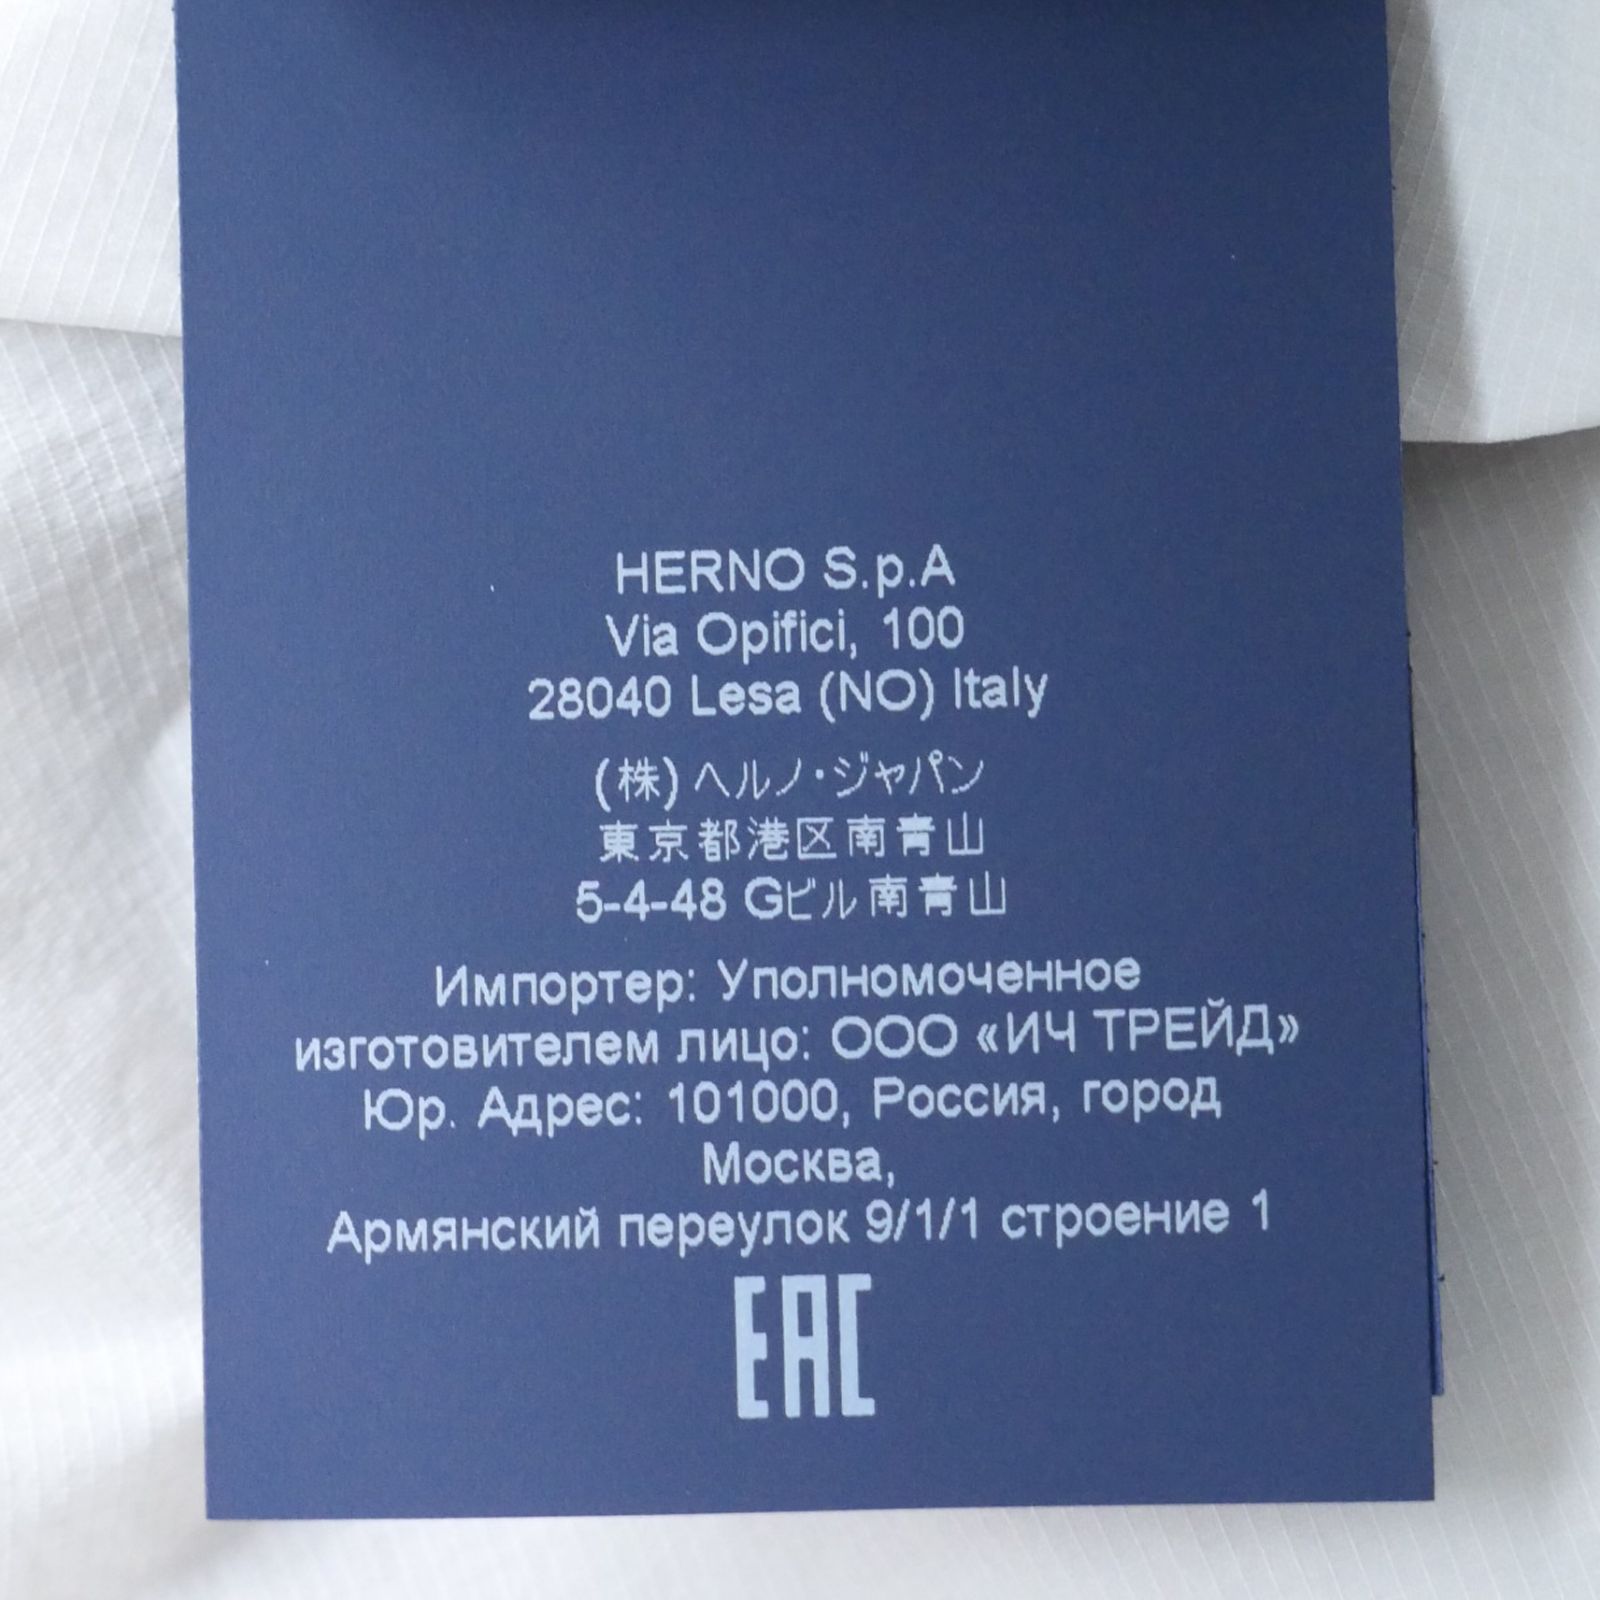 HERNO S.p.A
Via Opifici, 100
28040 Lesa (NO) Italy
(株) ヘルノ・ジャパン
東京都港区南青山
5-4-48 Gビル南青山
Импортер: Уполномоченное
изготовителем лицо: ООО «ИЧ ТРЕЙД»
Юр. Адрес: 101000, Россия, город
Москва,
Армянский переулок 9/1/1 строение 1
EAC